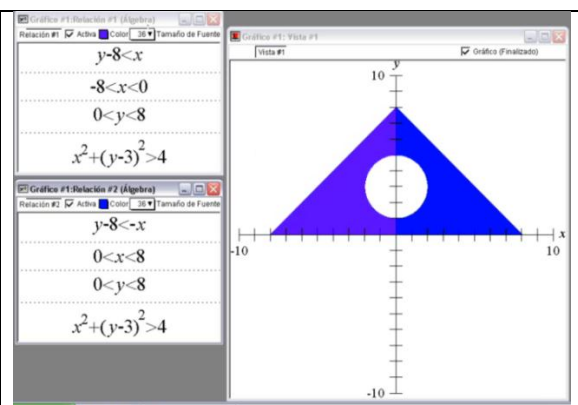 Gráfico #1:Relación #1 (Álgebra)
Relación #1 Activa Color 36 Tamaño de Fuente
y-8<x
-8<x<0
0<y<8
x²+(y-3)²>4
Gráfico #1:Relación #2 (Álgebra)
Relación #2 Activa Color 36 Tamaño de Fuente
y-8<-x
0<x<8
0<y<8
x²+(y-3)²>4
Gráfico #1: Vista #1
Vista #1 Gráfico (Finalizado)
y
10
-10 10 x
-10